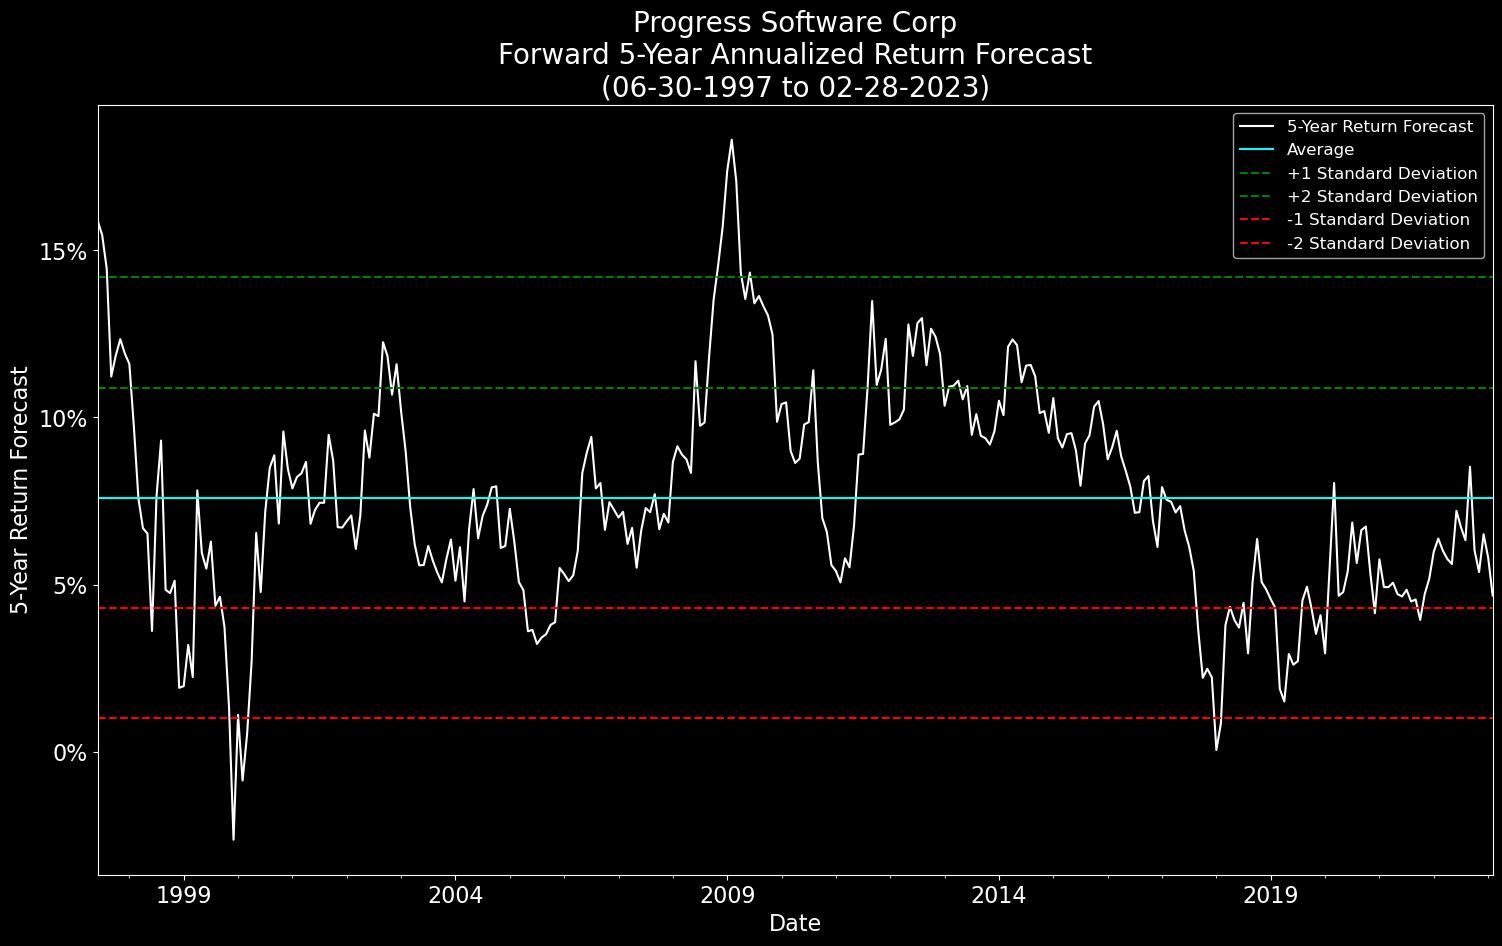 Progress Software Corp
Forward 5-Year Annualized Return Forecast
(06-30-1997 to 02-28-2023)
5-Year Return Forecast
Average
+1 Standard Deviation
+2 Standard Deviation
-1 Standard Deviation
-2 Standard Deviation
5-Year Return Forecast
15%
10%
5%
0%
1999
2004
2009
2014
2019
Date